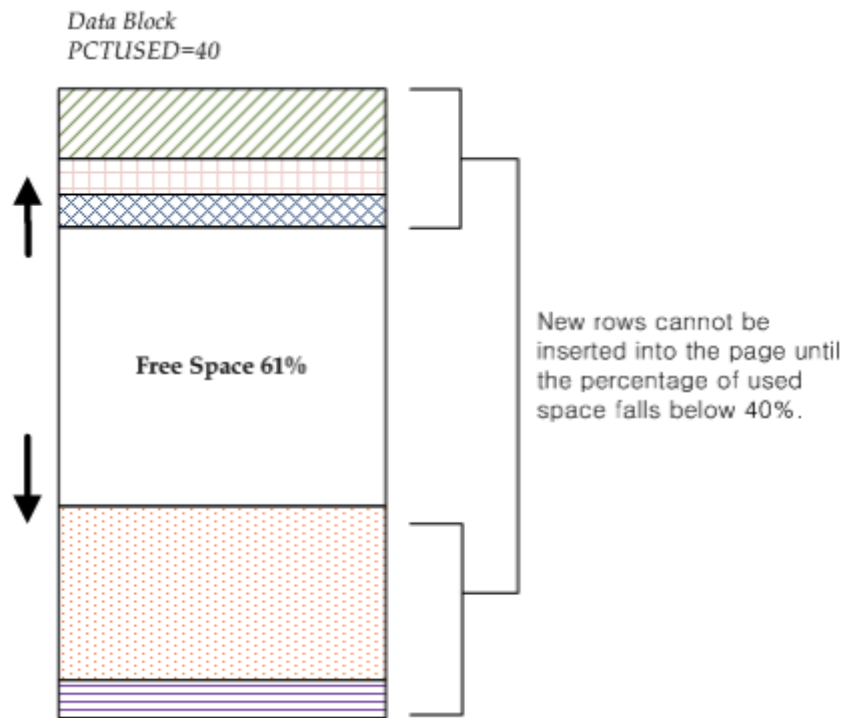 Data Block
PCTUSED=40
Free Space 61%
New rows cannot be
inserted into the page until
the percentage of used
space falls below 40%.